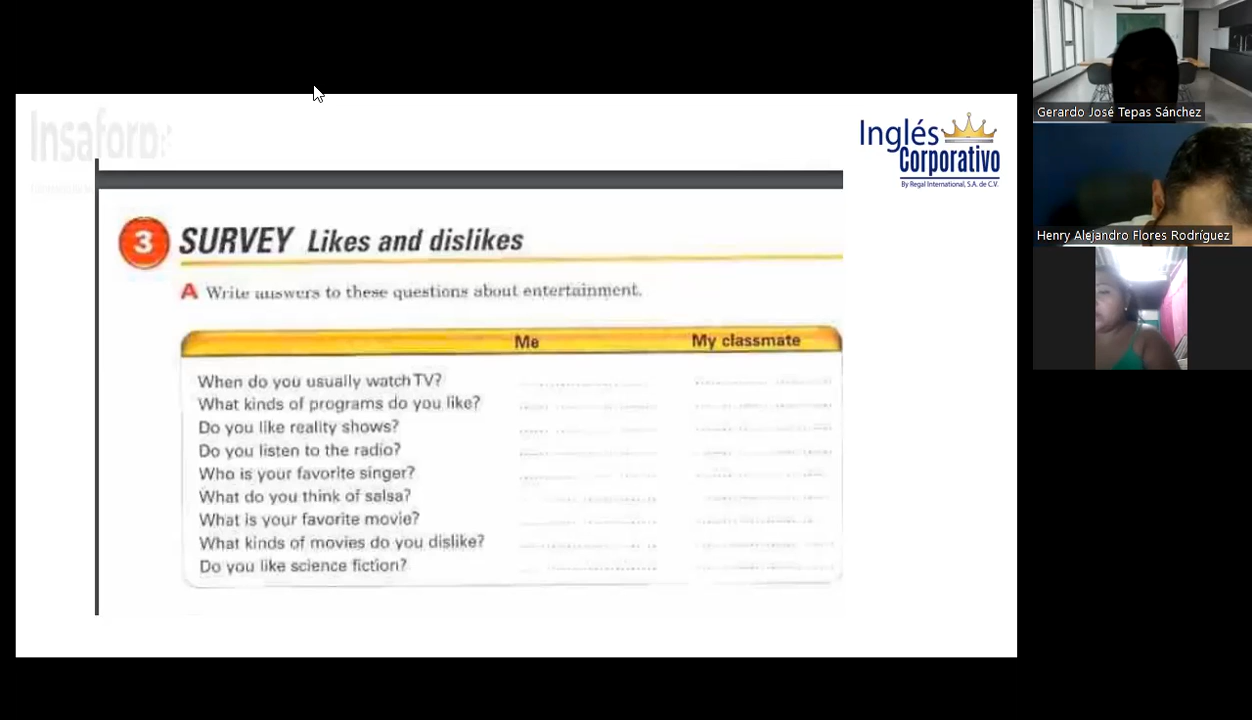 Insaforp
Inglés
Corporativo
By Regal International, S.A. de C.V.
3 SURVEY Likes and dislikes
A Write answers to these questions about entertainment.
Me My classmate
When do you usually watch TV?
What kinds of programs do you like?
Do you like reality shows?
Do you listen to the radio?
Who is your favorite singer?
What do you think of salsa?
What is your favorite movie?
What kinds of movies do you dislike?
Do you like science fiction?
Gerardo José Tepas Sánchez
Henry Alejandro Flores Rodríguez